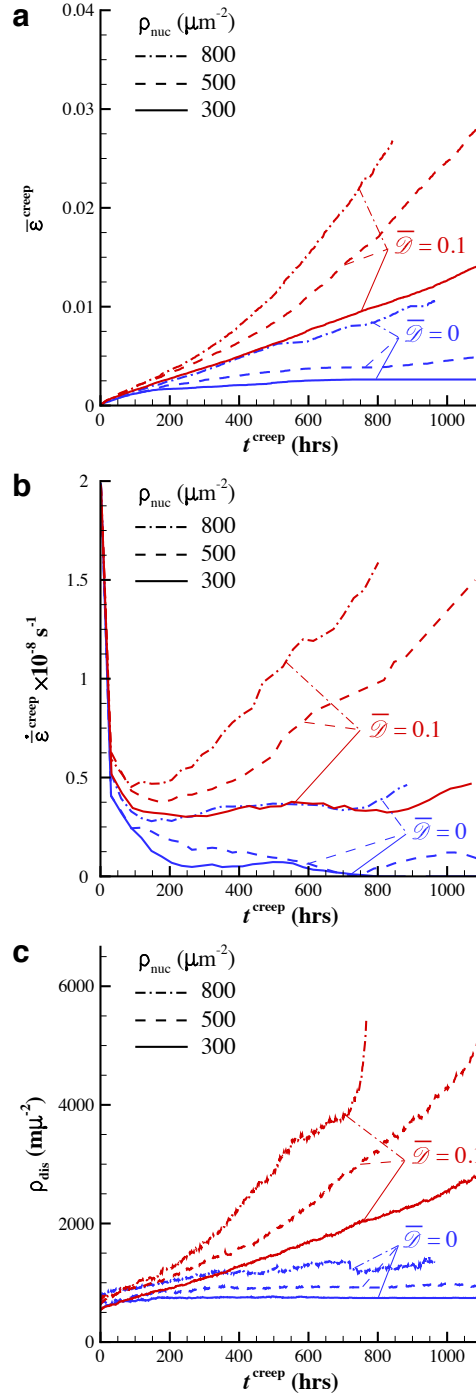 a
ρnuc (μm-2)
800
500
300
0.04
0.03
0.02
0.01
0
ε̄creep
𝒟̄ = 0.1
𝒟̄ = 0
0 200 400 600 800 1000
tcreep (hrs)
b
ρnuc (μm-2)
800
500
300
2
1.5
1
0.5
0
ε̄̇creep ×10-8 s-1
𝒟̄ = 0.1
𝒟̄ = 0
0 200 400 600 800 1000
tcreep (hrs)
c
ρnuc (μm-2)
800
500
300
6000
4000
2000
0
ρdis (mμ-2)
𝒟̄ = 0.
𝒟̄ = 0
0 200 400 600 800 1000
tcreep (hrs)